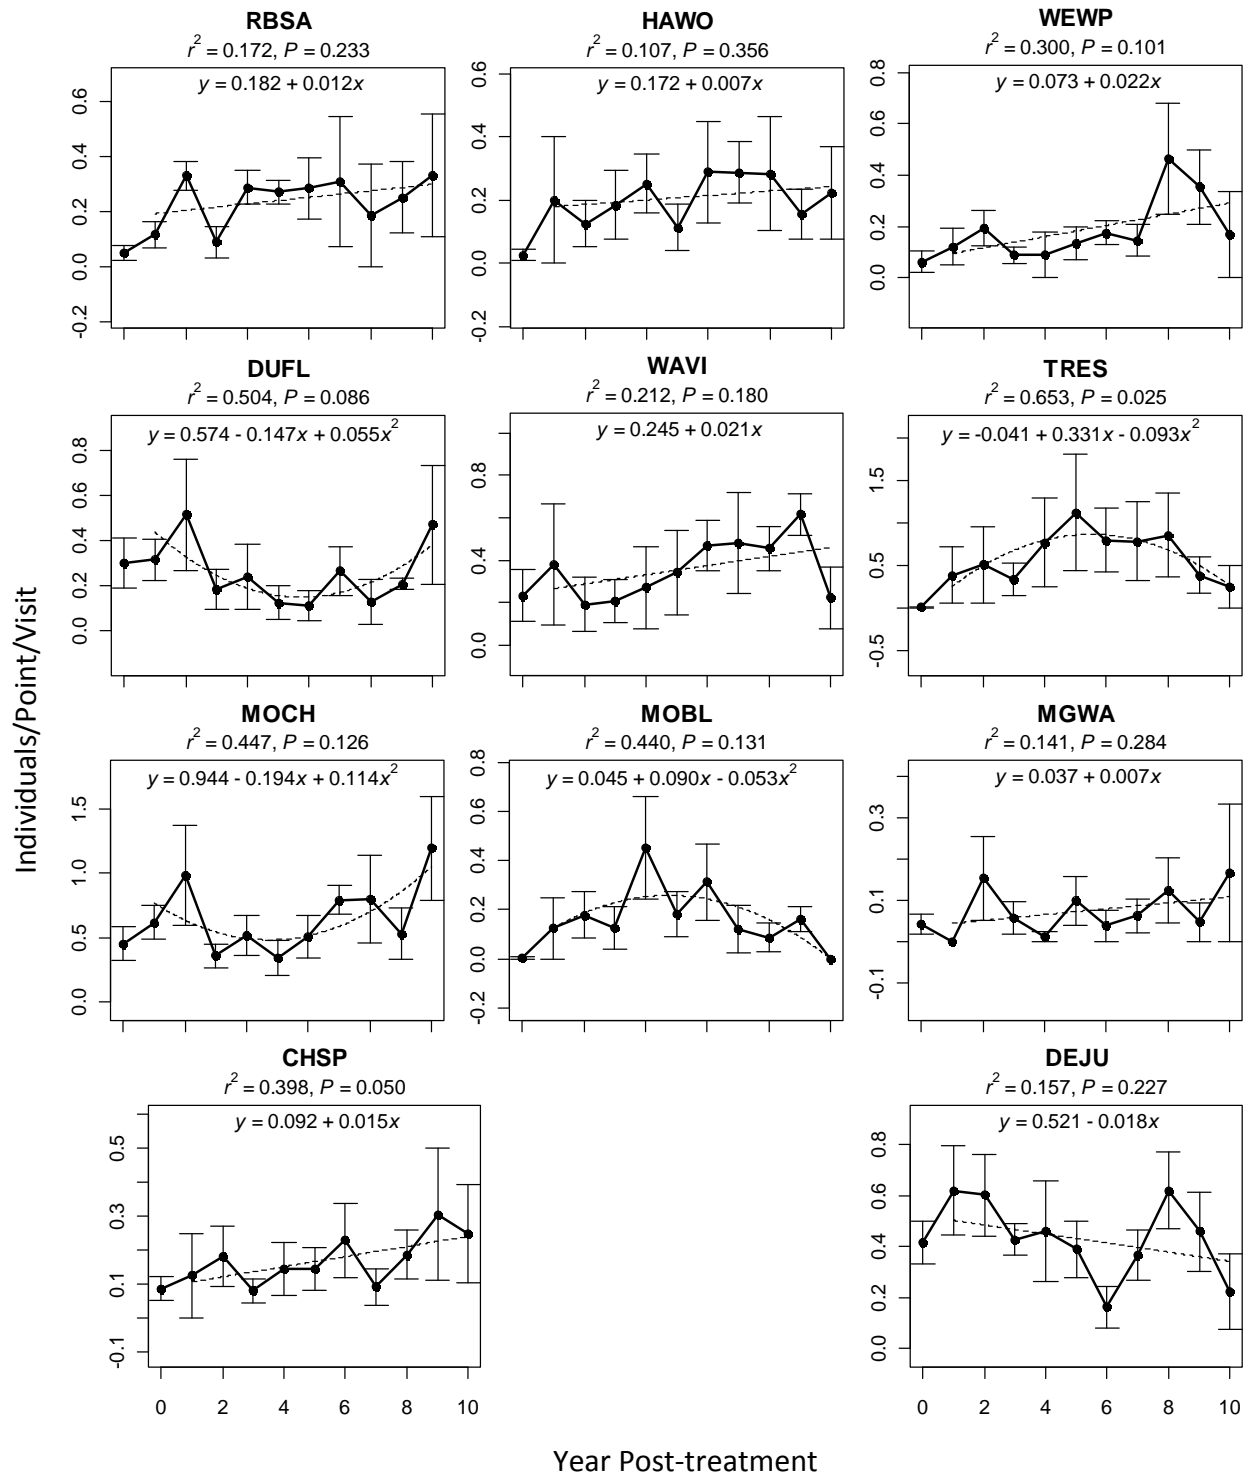 Individuals/Point/Visit
RBSA
r² = 0.172, P = 0.233
y = 0.182 + 0.012x
-0.2 0.0 0.2 0.4 0.6
HAWO
r² = 0.107, P = 0.356
y = 0.172 + 0.007x
-0.2 0.0 0.2 0.4 0.6
WEWP
r² = 0.300, P = 0.101
y = 0.073 + 0.022x
0.0 0.2 0.4 0.6 0.8
DUFL
r² = 0.504, P = 0.086
y = 0.574 - 0.147x + 0.055x²
0.0 0.2 0.4 0.6 0.8
WAVI
r² = 0.212, P = 0.180
y = 0.245 + 0.021x
0.0 0.4 0.8
TRES
r² = 0.653, P = 0.025
y = -0.041 + 0.331x - 0.093x²
-0.5 0.5 1.5
MOCH
r² = 0.447, P = 0.126
y = 0.944 - 0.194x + 0.114x²
0.0 0.5 1.0 1.5
MOBL
r² = 0.440, P = 0.131
y = 0.045 + 0.090x - 0.053x²
-0.2 0.0 0.2 0.4 0.6 0.8
MGWA
r² = 0.141, P = 0.284
y = 0.037 + 0.007x
-0.1 0.1 0.3
CHSP
r² = 0.398, P = 0.050
y = 0.092 + 0.015x
-0.1 0.1 0.3 0.5
0 2 4 6 8 10
DEJU
r² = 0.157, P = 0.227
y = 0.521 - 0.018x
0.0 0.2 0.4 0.6 0.8
0 2 4 6 8 10
Year Post-treatment